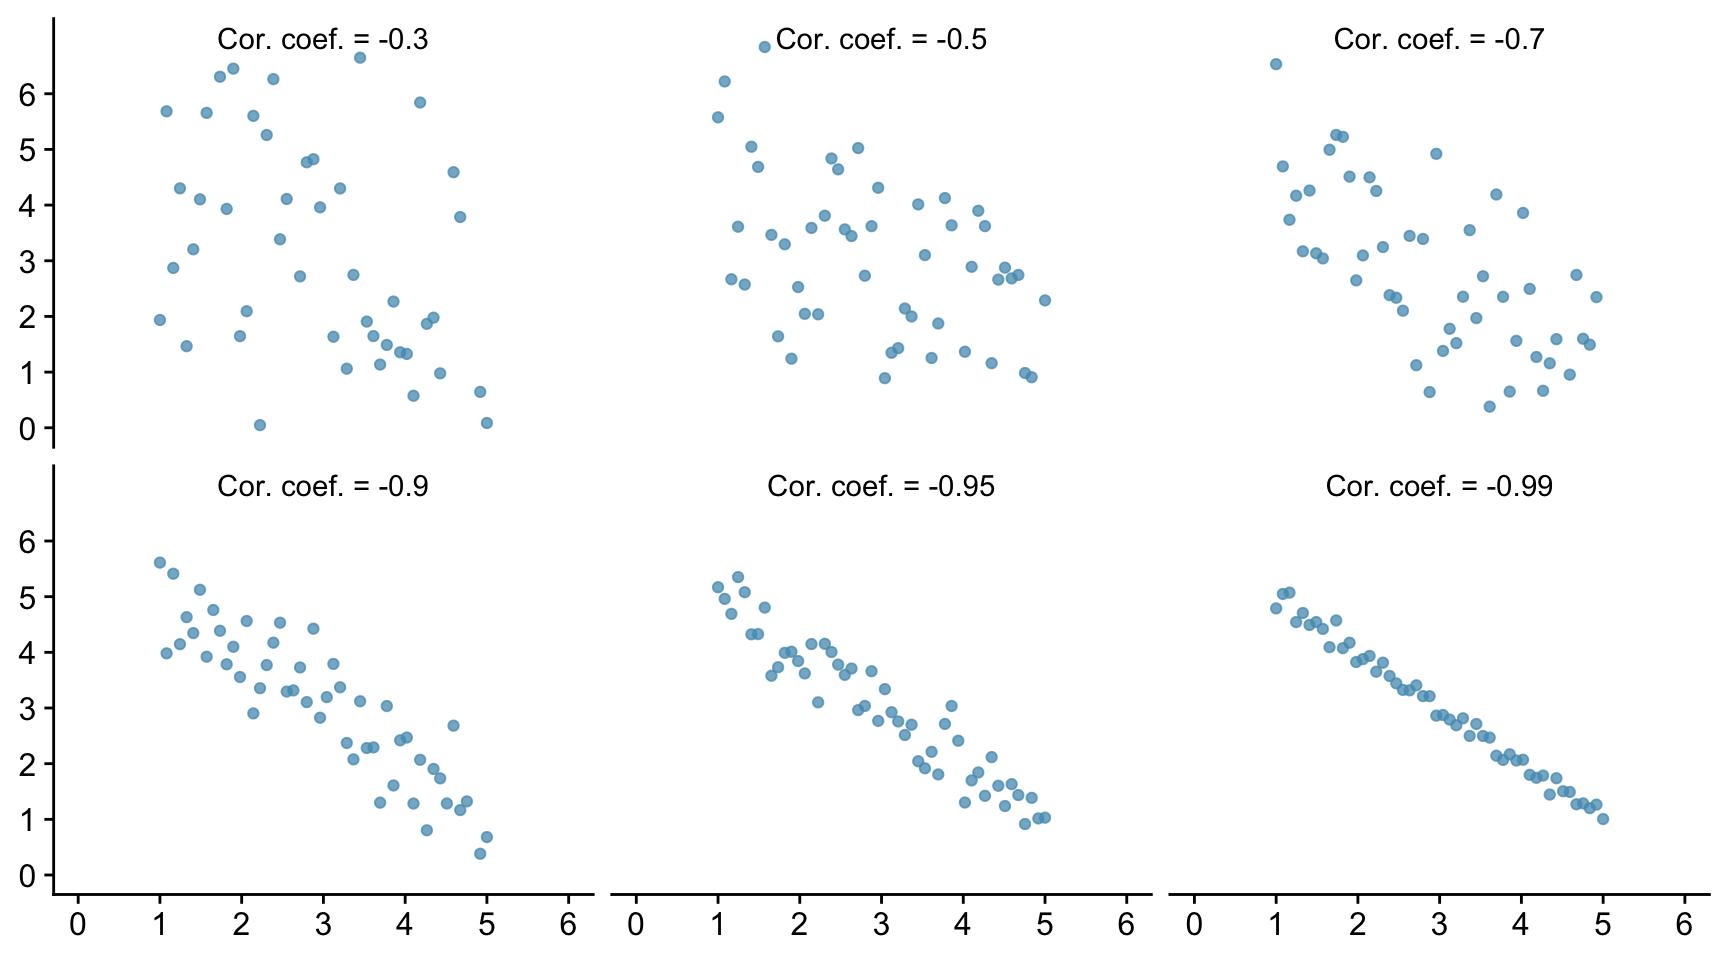 Cor. coef. = -0.3
Cor. coef. = -0.5
Cor. coef. = -0.7
6
5
4
3
2
1
0
Cor. coef. = -0.9
Cor. coef. = -0.95
Cor. coef. = -0.99
6
5
4
3
2
1
0
0 1 2 3 4 5 6
0 1 2 3 4 5 6
0 1 2 3 4 5 6